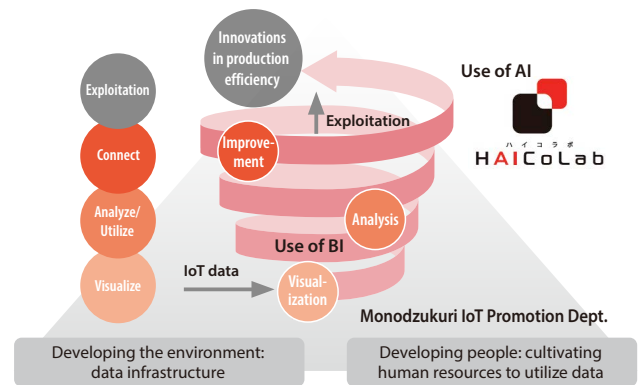 Innovations
in production
efficiency
Use of AI
Exploitation
Exploitation
ハイコラボ
HAICoLab
Connect
Improve-
ment
Analyze/
Utilize
Analysis
Use of BI
IoT data
Visualize
Visual-
ization
Monodzukuri IoT Promotion Dept.
Developing the environment:
data infrastructure
Developing people: cultivating
human resources to utilize data